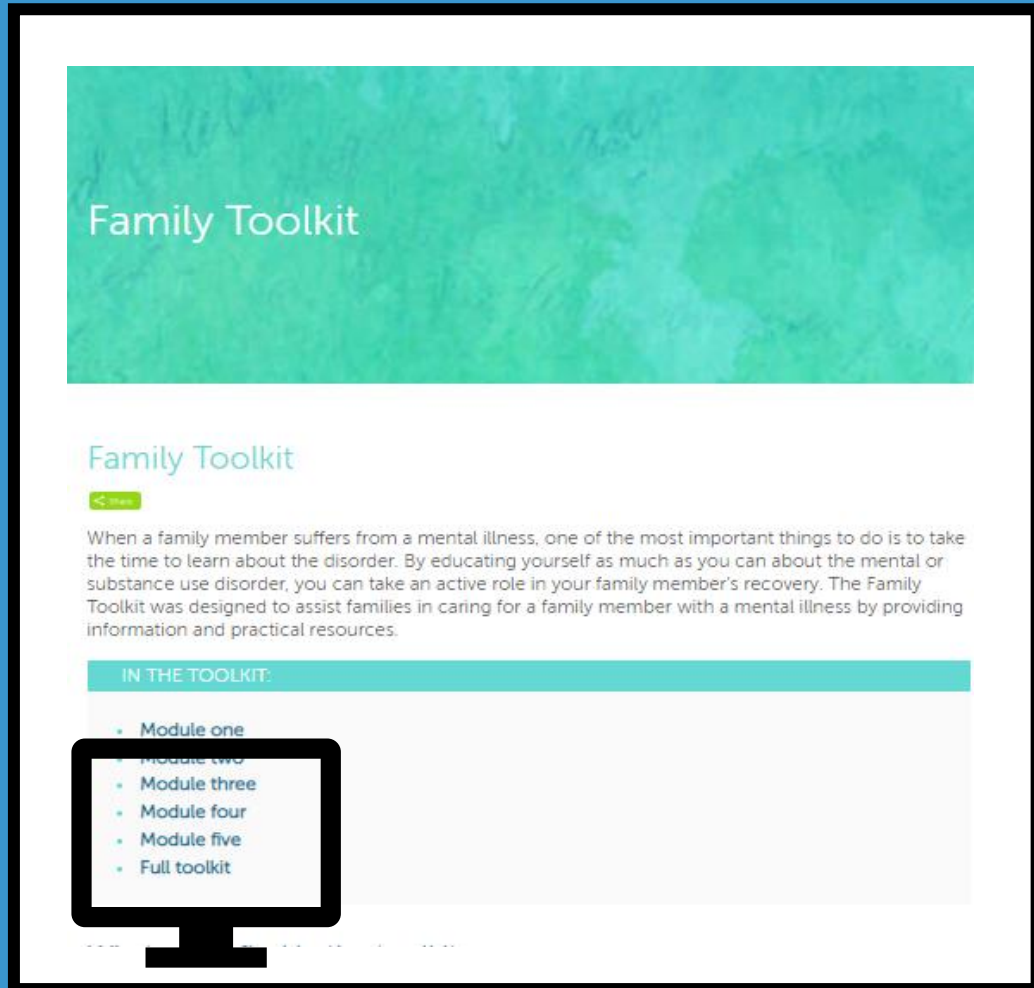 Family Toolkit
Family Toolkit
Share
When a family member suffers from a mental illness, one of the most important things to do is to take
the time to learn about the disorder. By educating yourself as much as you can about the mental or
substance use disorder, you can take an active role in your family member's recovery. The Family
Toolkit was designed to assist families in caring for a family member with a mental illness by providing
information and practical resources.
IN THE TOOLKIT:
• Module one
• Module two
• Module three
• Module four
• Module five
• Full toolkit